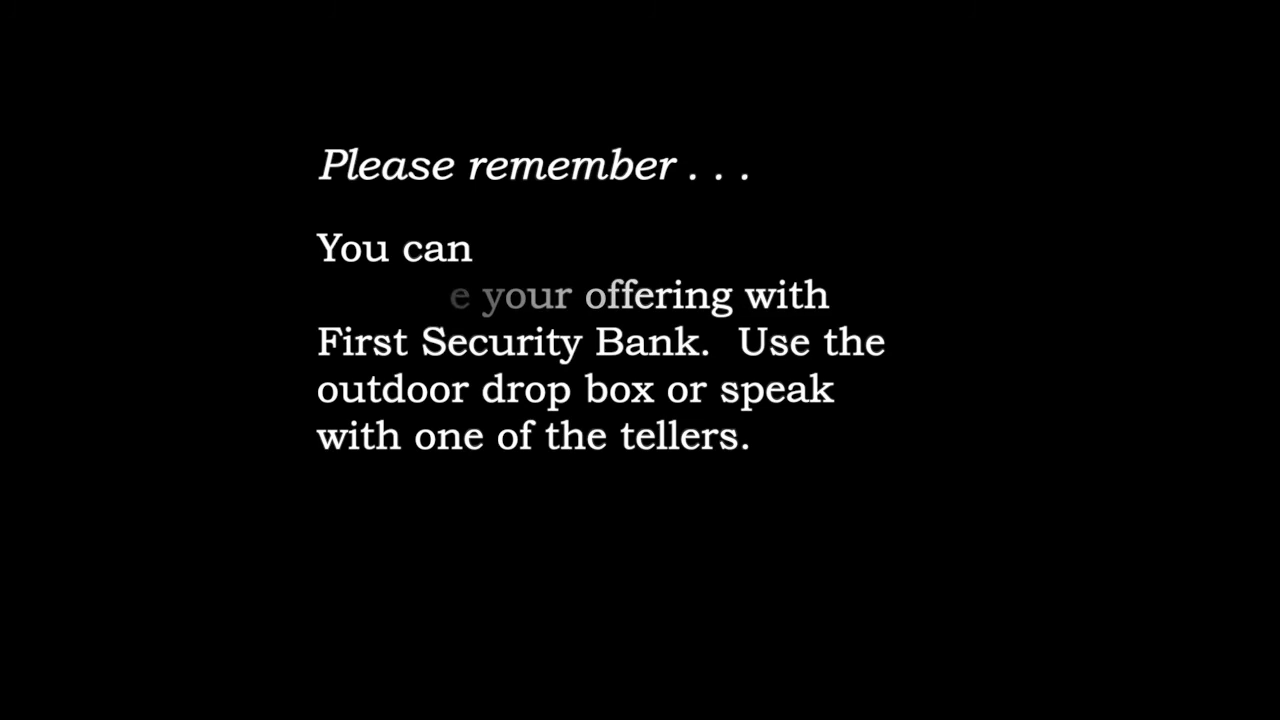 Please remember . . .
You can
e your offering with
First Security Bank.  Use the
outdoor drop box or speak
with one of the tellers.